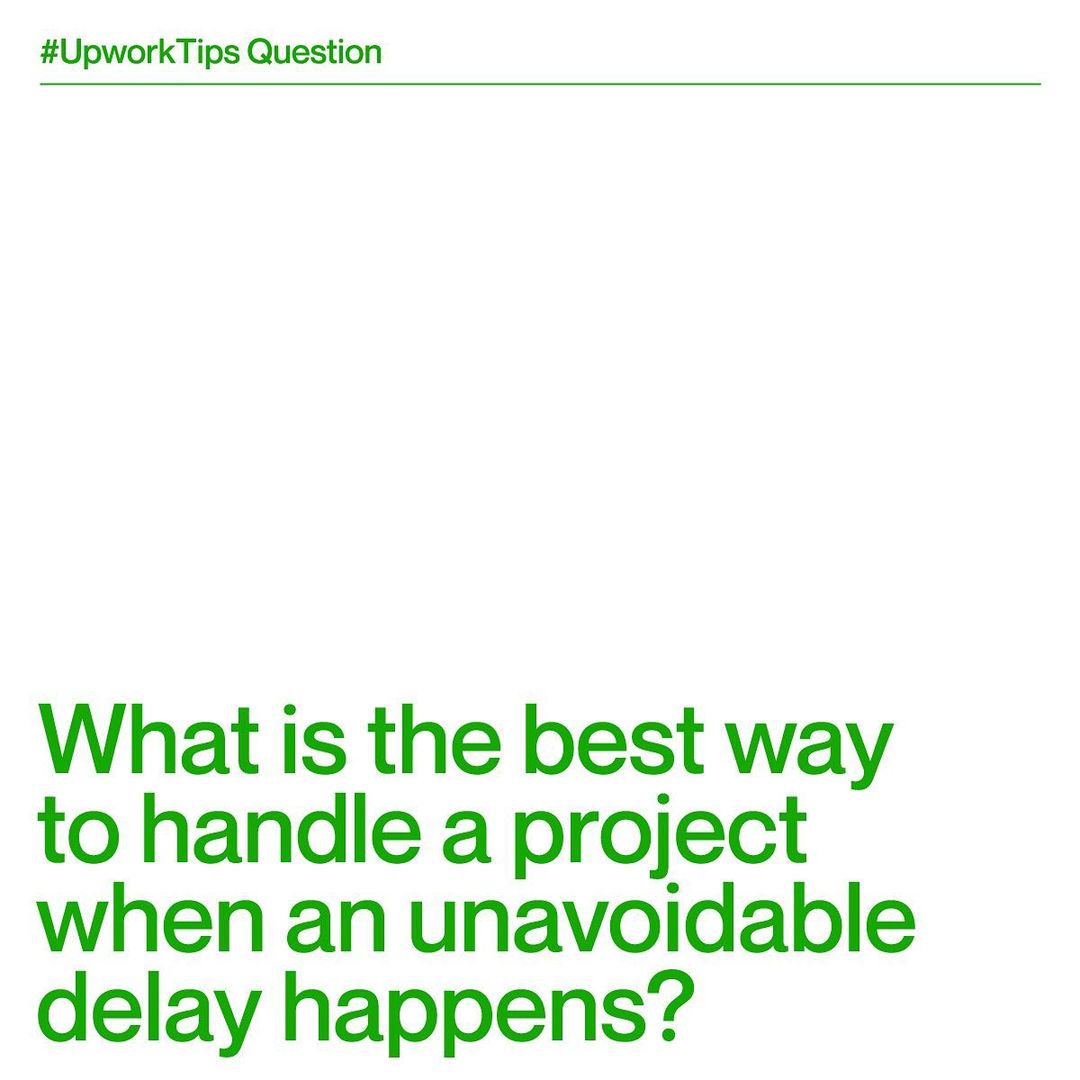 #UpworkTips Question
What is the best way
to handle a project
when an unavoidable
delay happens?